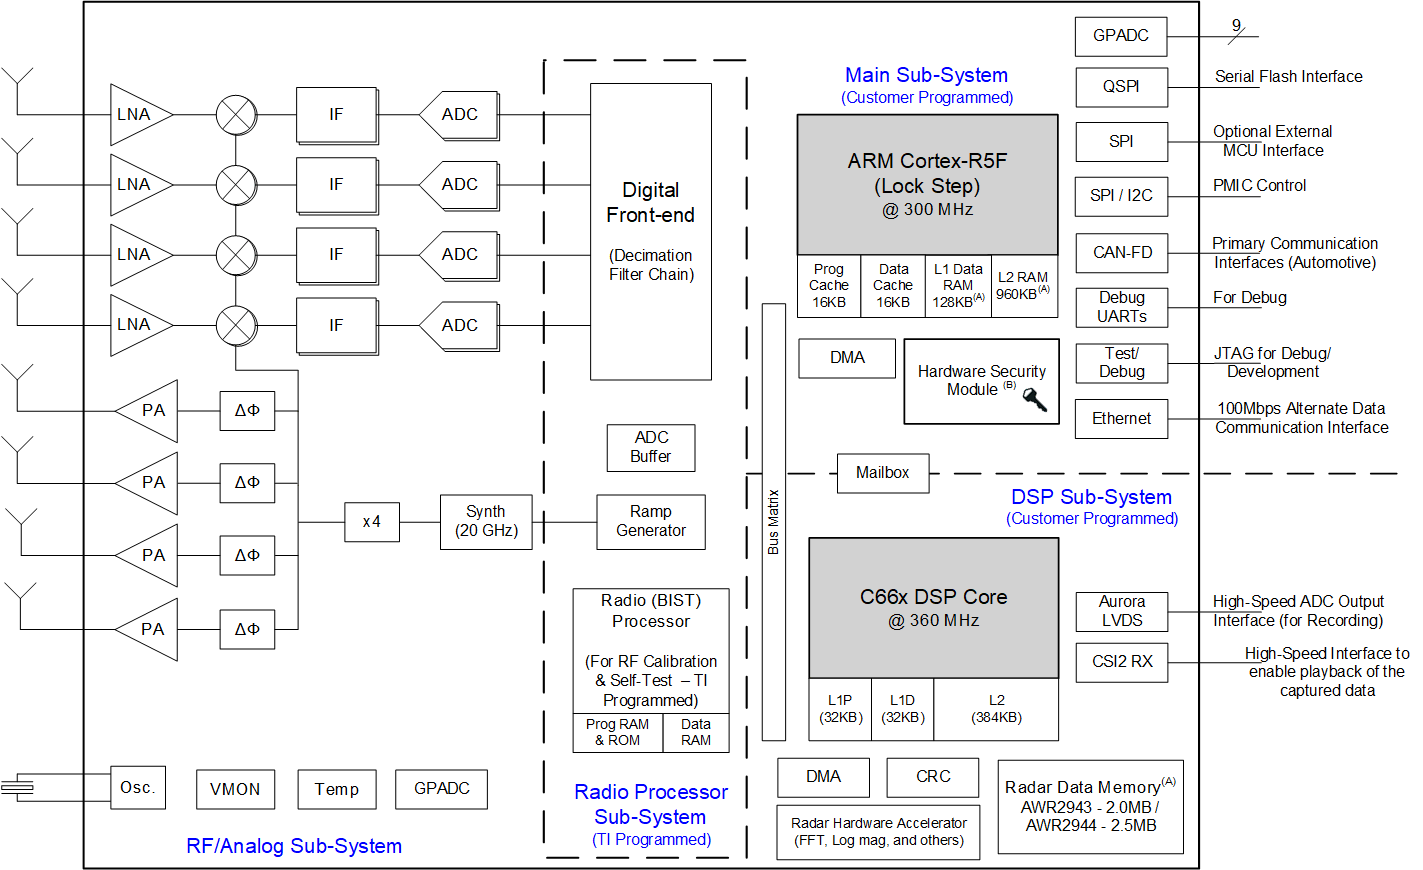 LNA
IF
ADC
LNA
IF
ADC
LNA
IF
ADC
LNA
IF
ADC
PA
ΔΦ
PA
ΔΦ
PA
ΔΦ
PA
ΔΦ
x4
Synth
(20 GHz)
Osc.
VMON
Temp
GPADC
RF/Analog Sub-System
Digital
Front-end
(Decimation
Filter Chain)
ADC
Buffer
Ramp
Generator
Radio (BIST)
Processor
(For RF Calibration
& Self-Test – TI
Programmed)
Prog RAM
& ROM
Data
RAM
Radio Processor
Sub-System
(TI Programmed)
Bus Matrix
Main Sub-System
(Customer Programmed)
ARM Cortex-R5F
(Lock Step)
@ 300 MHz
Prog
Cache
16KB
Data
Cache
16KB
L1 Data
RAM
128KB(A)
L2 RAM
960KB(A)
DMA
Hardware Security
Module (B)
Mailbox
DSP Sub-System
(Customer Programmed)
C66x DSP Core
@ 360 MHz
L1P
(32KB)
L1D
(32KB)
L2
(384KB)
DMA
CRC
Radar Hardware Accelerator
(FFT, Log mag, and others)
Radar Data Memory(A)
AWR2943 - 2.0MB /
AWR2944 - 2.5MB
GPADC
9
QSPI
Serial Flash Interface
SPI
Optional External
MCU Interface
SPI / I2C
PMIC Control
CAN-FD
Primary Communication
Interfaces (Automotive)
Debug
UARTs
For Debug
Test/
Debug
JTAG for Debug/
Development
Ethernet
100Mbps Alternate Data
Communication Interface
Aurora
LVDS
High-Speed ADC Output
Interface (for Recording)
CSI2 RX
High-Speed Interface to
enable playback of the
captured data